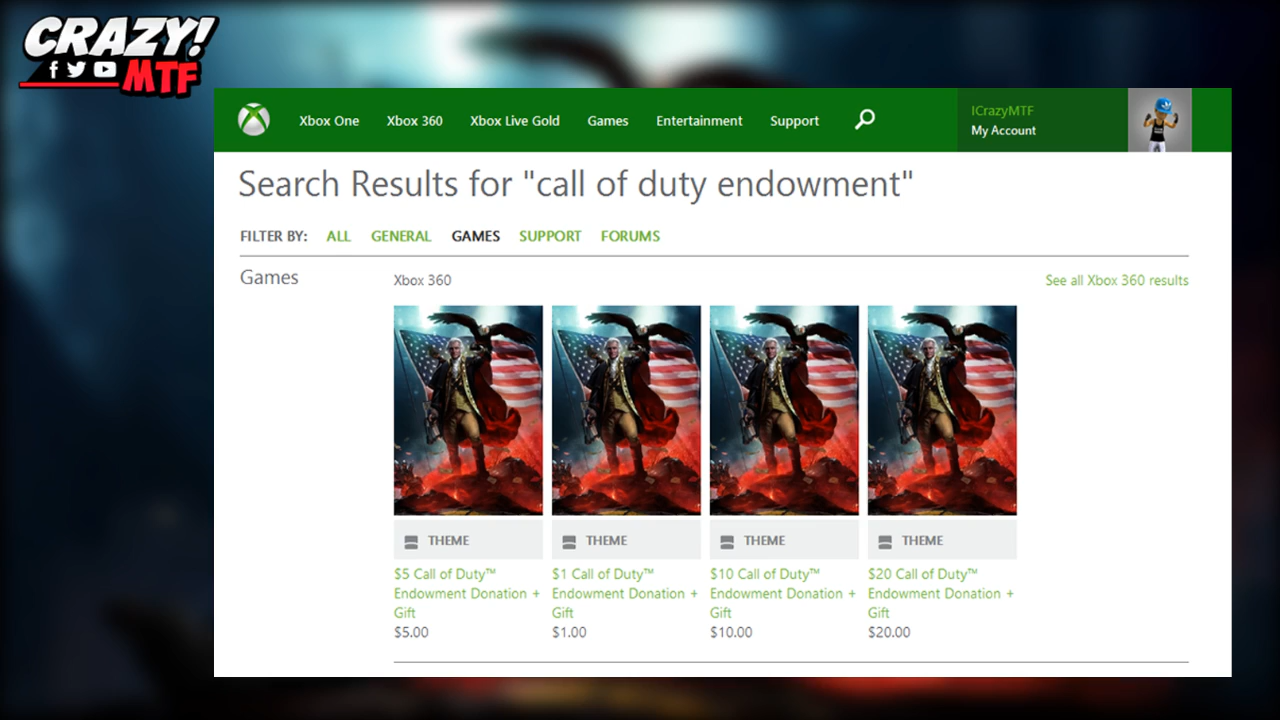 CRAZY!
MTF
Xbox One Xbox 360 Xbox Live Gold Games Entertainment Support
ICrazyMTF
My Account
Search Results for "call of duty endowment"
FILTER BY: ALL GENERAL GAMES SUPPORT FORUMS
Games
Xbox 360
See all Xbox 360 results
THEME THEME THEME THEME
$5 Call of Duty™
Endowment Donation +
Gift
$5.00
$1 Call of Duty™
Endowment Donation +
Gift
$1.00
$10 Call of Duty™
Endowment Donation +
Gift
$10.00
$20 Call of Duty™
Endowment Donation +
Gift
$20.00